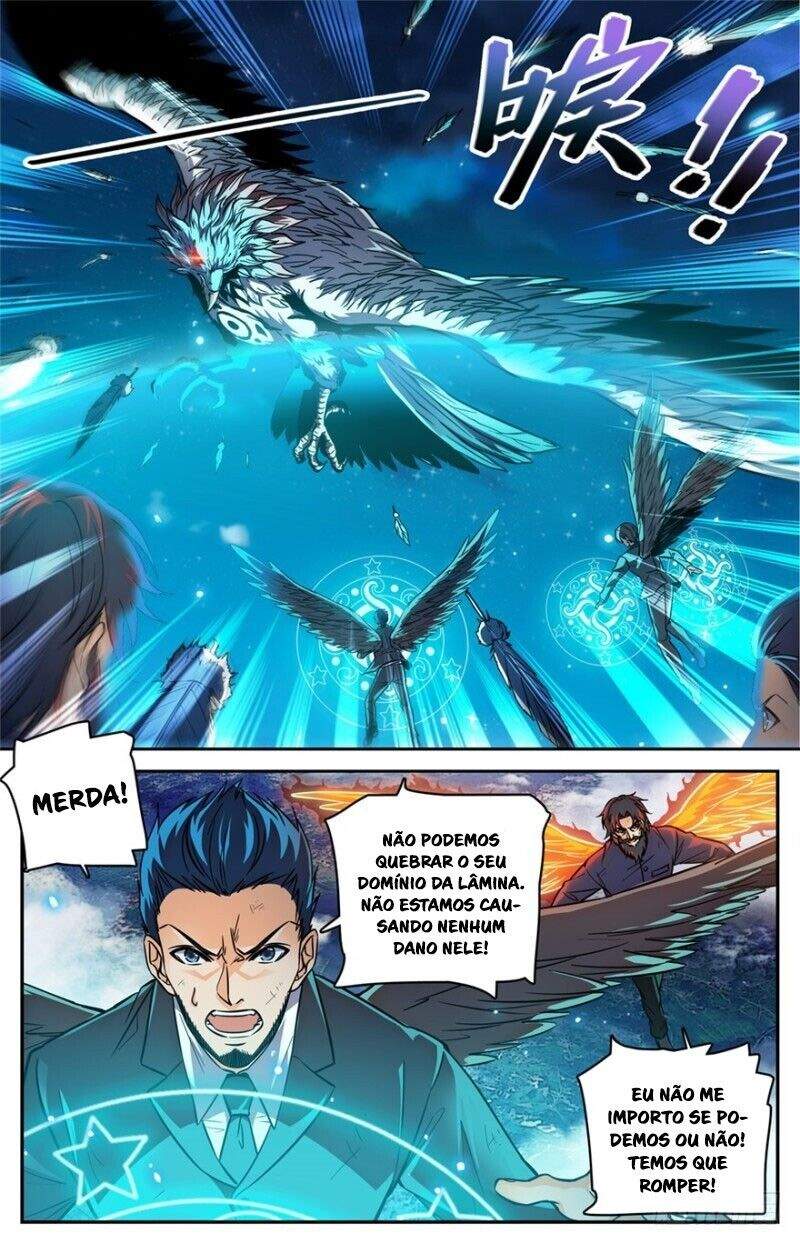 唳!!
MERDA!
NÃO PODEMOS
QUEBRAR O SEU
DOMÍNIO DA LÂMINA.
NÃO ESTAMOS CAU-
SANDO NENHUM
DANO NELE!
EU NÃO ME
IMPORTO SE PO-
DEMOS OU NÃO!
TEMOS QUE
ROMPER!